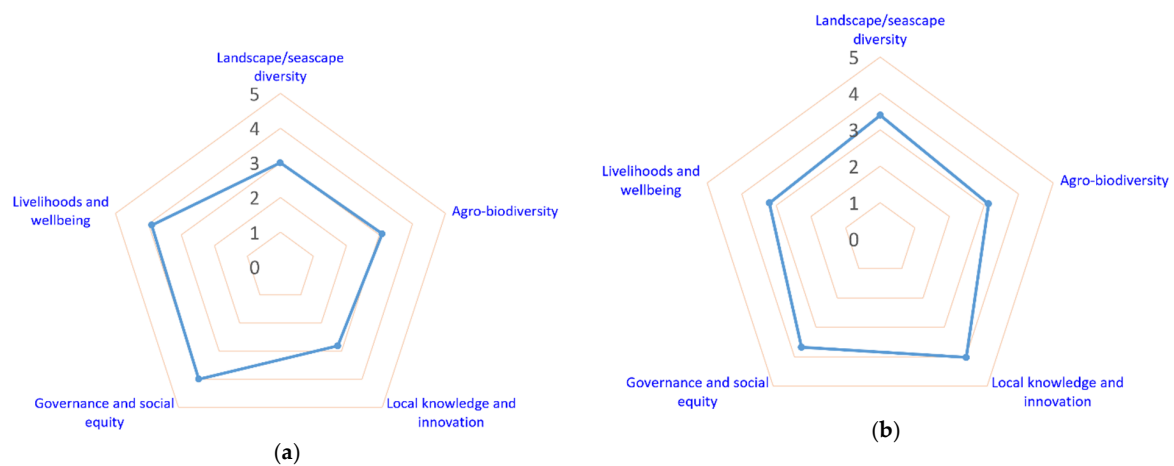 Landscape/seascape
diversity
5
4
3
2
1
0
Agro-biodiversity
Local knowledge and
innovation
Governance and social
equity
Livelihoods and
wellbeing
(a)
Landscape/seascape
diversity
5
4
3
2
1
0
Agro-biodiversity
Local knowledge and
innovation
Governance and social
equity
Livelihoods and
wellbeing
(b)